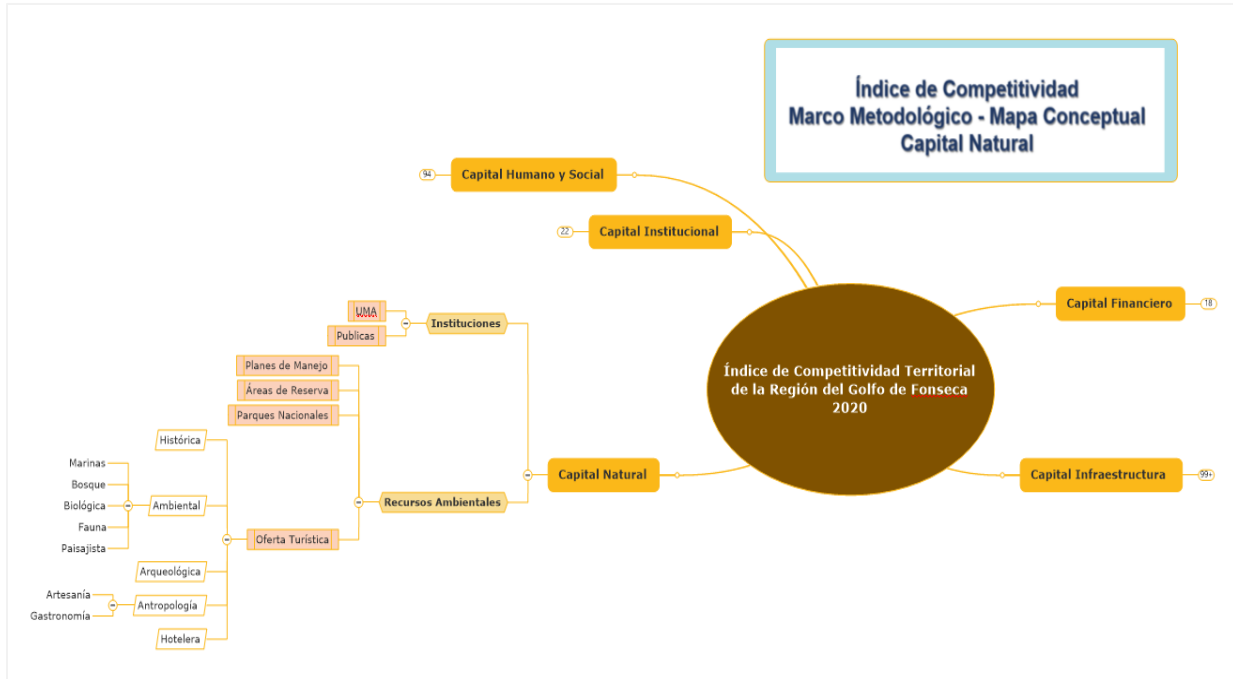 Índice de Competitividad
Marco Metodológico - Mapa Conceptual
Capital Natural
94
Capital Humano y Social
22
Capital Institucional
Capital Financiero
18
Índice de Competitividad Territorial
de la Región del Golfo de Fonseca
2020
Capital Infraestructura
99+
Capital Natural
Instituciones
UMA
Publicas
Recursos Ambientales
Planes de Manejo
Áreas de Reserva
Parques Nacionales
Oferta Turística
Histórica
Ambiental
Marinas
Bosque
Biológica
Fauna
Paisajista
Arqueológica
Antropología
Artesanía
Gastronomía
Hotelera